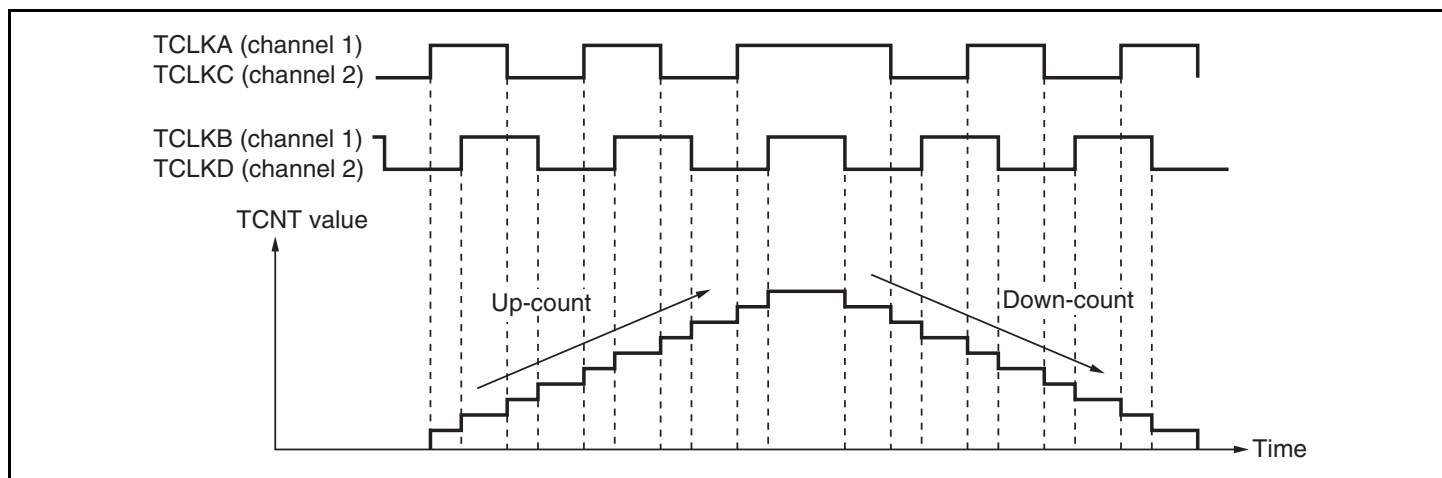 TCLKA (channel 1)
TCLKC (channel 2)
TCLKB (channel 1)
TCLKD (channel 2)
TCNT value
Up-count
Down-count
Time